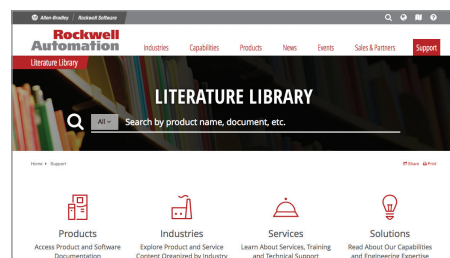 Allen-Bradley Rockwell Software
Rockwell
Automation
Industries Capabilities Products News Events Sales & Partners Support
Literature Library
LITERATURE LIBRARY
All Search by product name, document, etc.
Home Support
Share Print
Products Industries Services Solutions
Access Product and Software Explore Product and Service Learn About Services, Training Read About Our Capabilities
Documentation Content Organized by Industry and Technical Support and Engineering Expertise